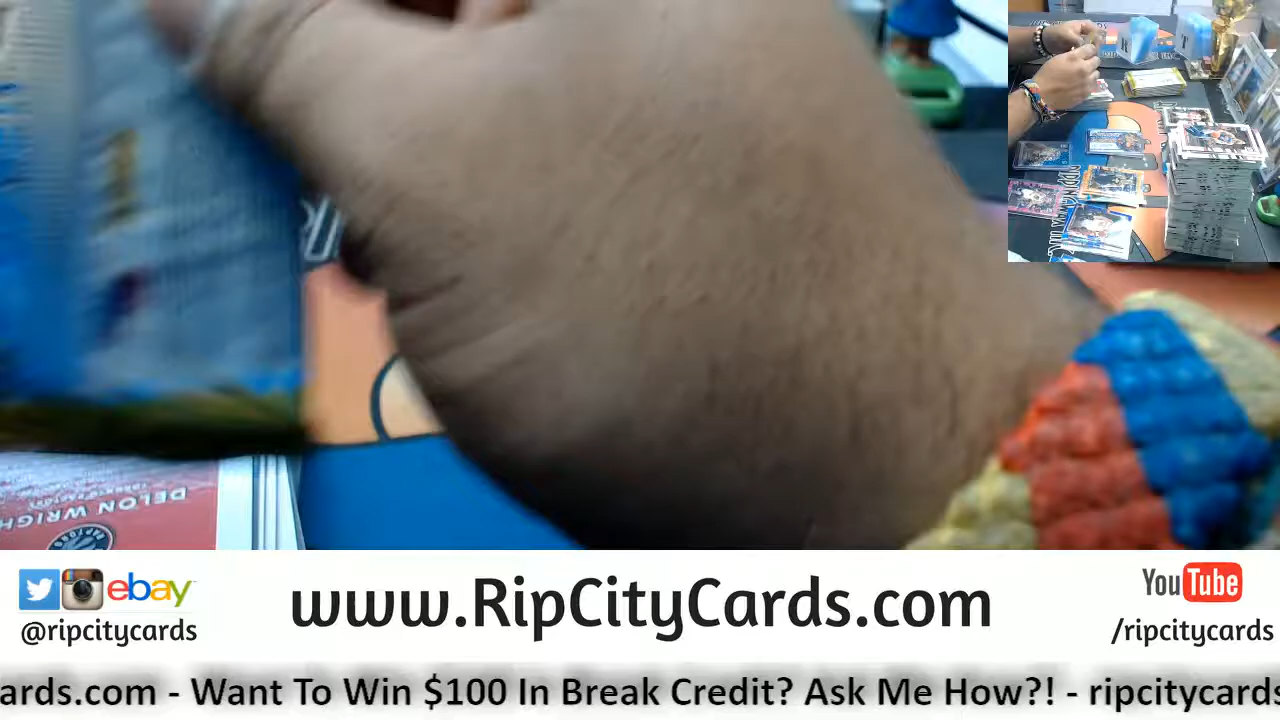 DELON WRIGH
www.RipCityCards.com
ebay
@ripcitycards
YouTube
/ripcitycards
ards.com - Want To Win $100 In Break Credit? Ask Me How?! - ripcitycards